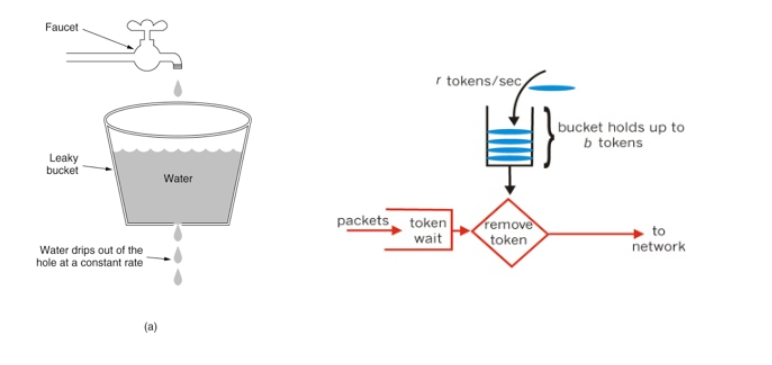 Faucet
Leaky
bucket
Water
Water drips out of the
hole at a constant rate
(a)
r tokens/sec
bucket holds up to
b tokens
packets
token
wait
remove
token
to
network